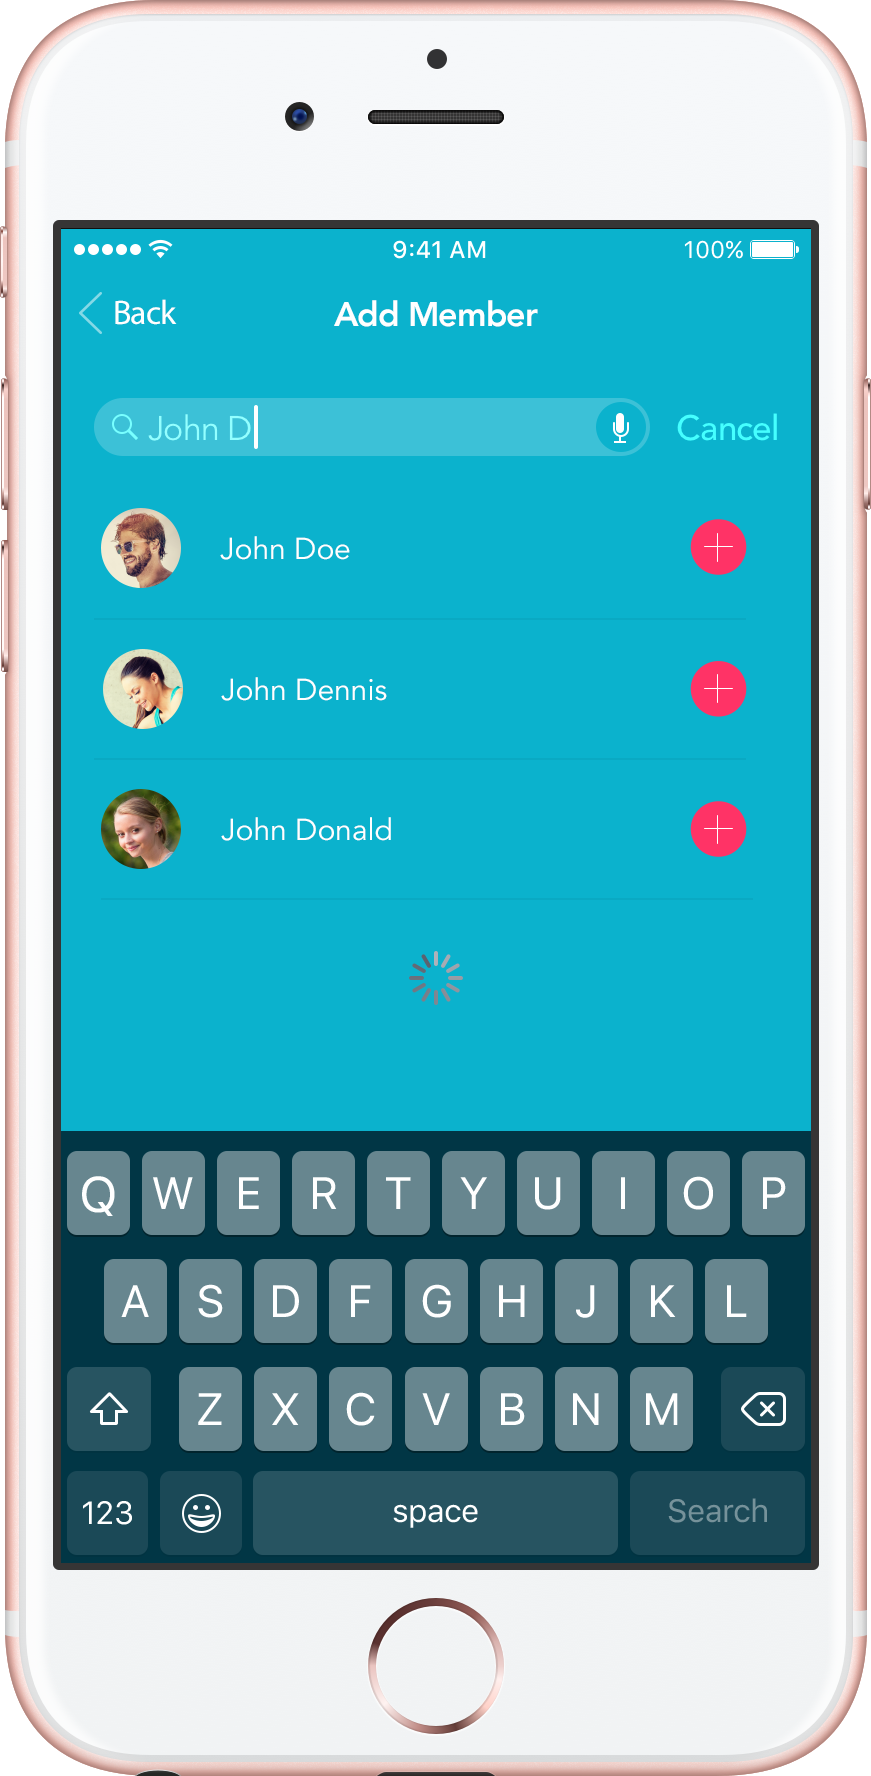 9:41 AM 100%
Back Add Member
John D Cancel
John Doe
John Dennis
John Donald
Q W E R T Y U I O P
A S D F G H J K L
Z X C V B N M
123 space Search